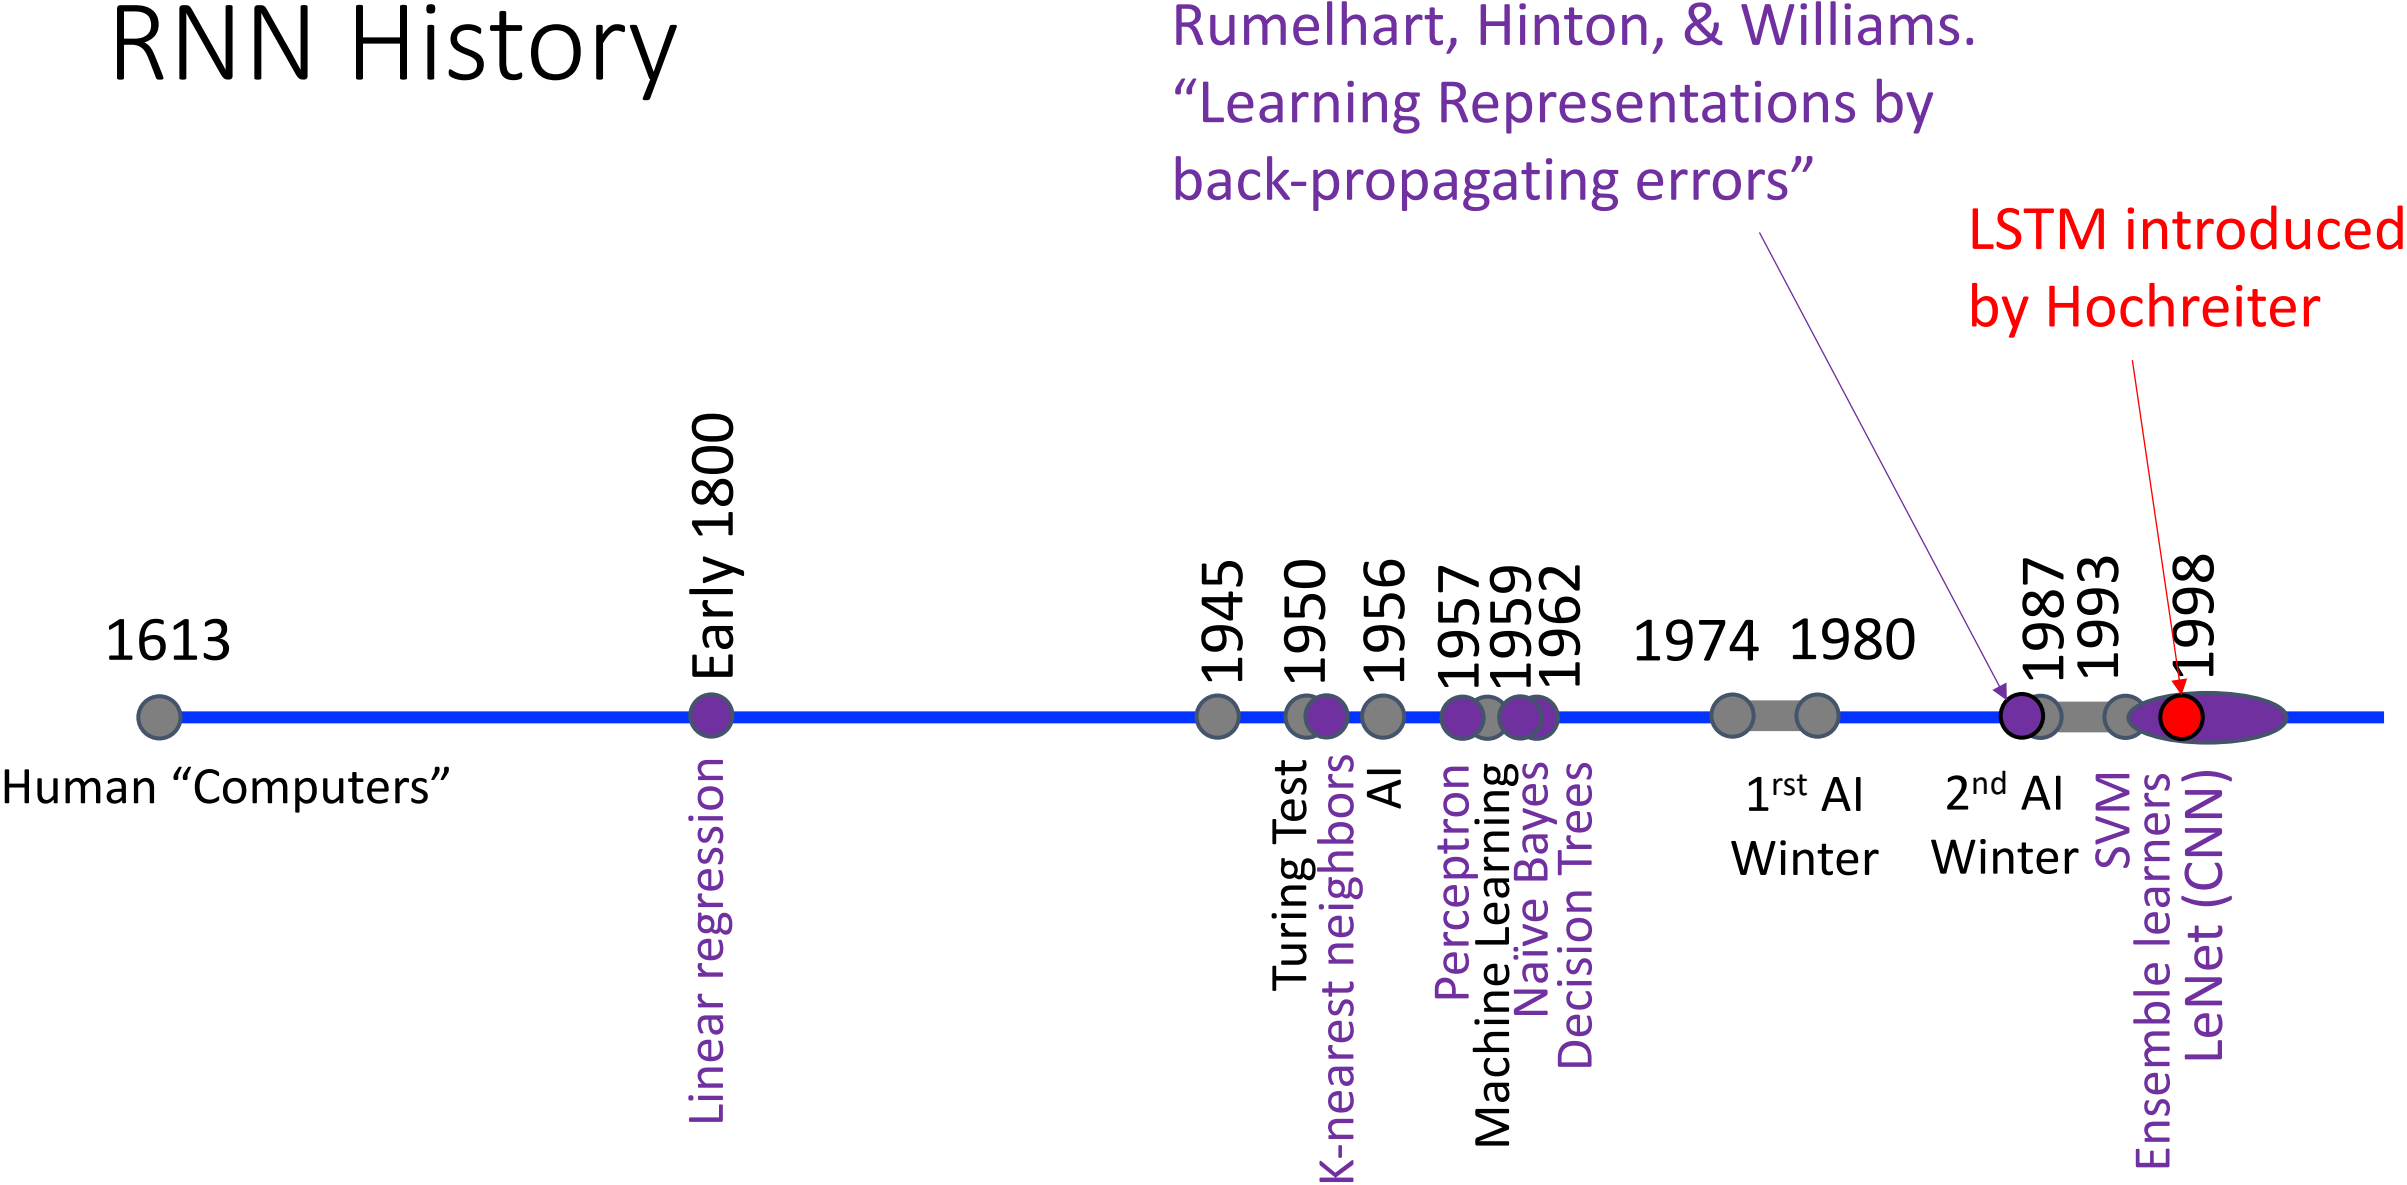 RNN History
Rumelhart, Hinton, & Williams.
“Learning Representations by
back-propagating errors”
LSTM introduced
by Hochreiter
1613
Early 1800
1945
1950
1956
1957
1959
1962
1974
1980
1987
1993
1998
Human “Computers”
Linear regression
Turing Test
K-nearest neighbors
AI
Perceptron
Machine Learning
Naïve Bayes
Decision Trees
1rst AI
Winter
2nd AI
Winter
SVM
Ensemble learners
LeNet (CNN)